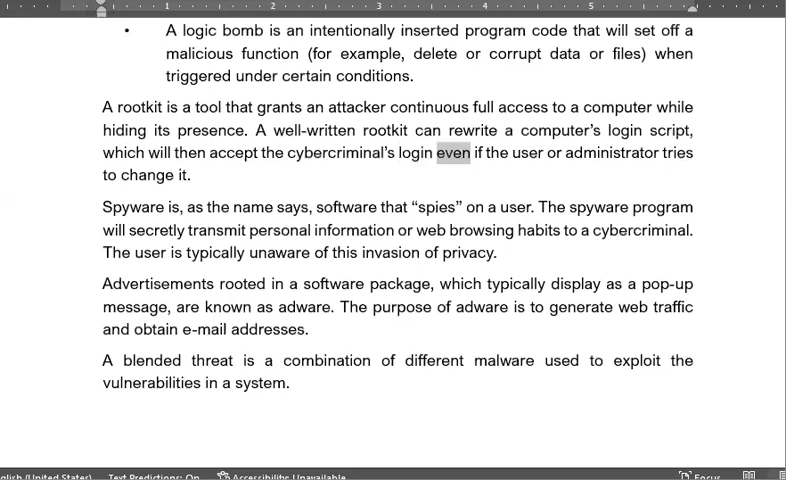 1 2 3 4 5
• A logic bomb is an intentionally inserted program code that will set off a
malicious function (for example, delete or corrupt data or files) when
triggered under certain conditions.
A rootkit is a tool that grants an attacker continuous full access to a computer while
hiding its presence. A well-written rootkit can rewrite a computer’s login script,
which will then accept the cybercriminal’s login even if the user or administrator tries
to change it.
Spyware is, as the name says, software that “spies” on a user. The spyware program
will secretly transmit personal information or web browsing habits to a cybercriminal.
The user is typically unaware of this invasion of privacy.
Advertisements rooted in a software package, which typically display as a pop-up
message, are known as adware. The purpose of adware is to generate web traffic
and obtain e-mail addresses.
A blended threat is a combination of different malware used to exploit the
vulnerabilities in a system.
glish (United States) Text Predictions: On Accessibility: Unavailable Focus